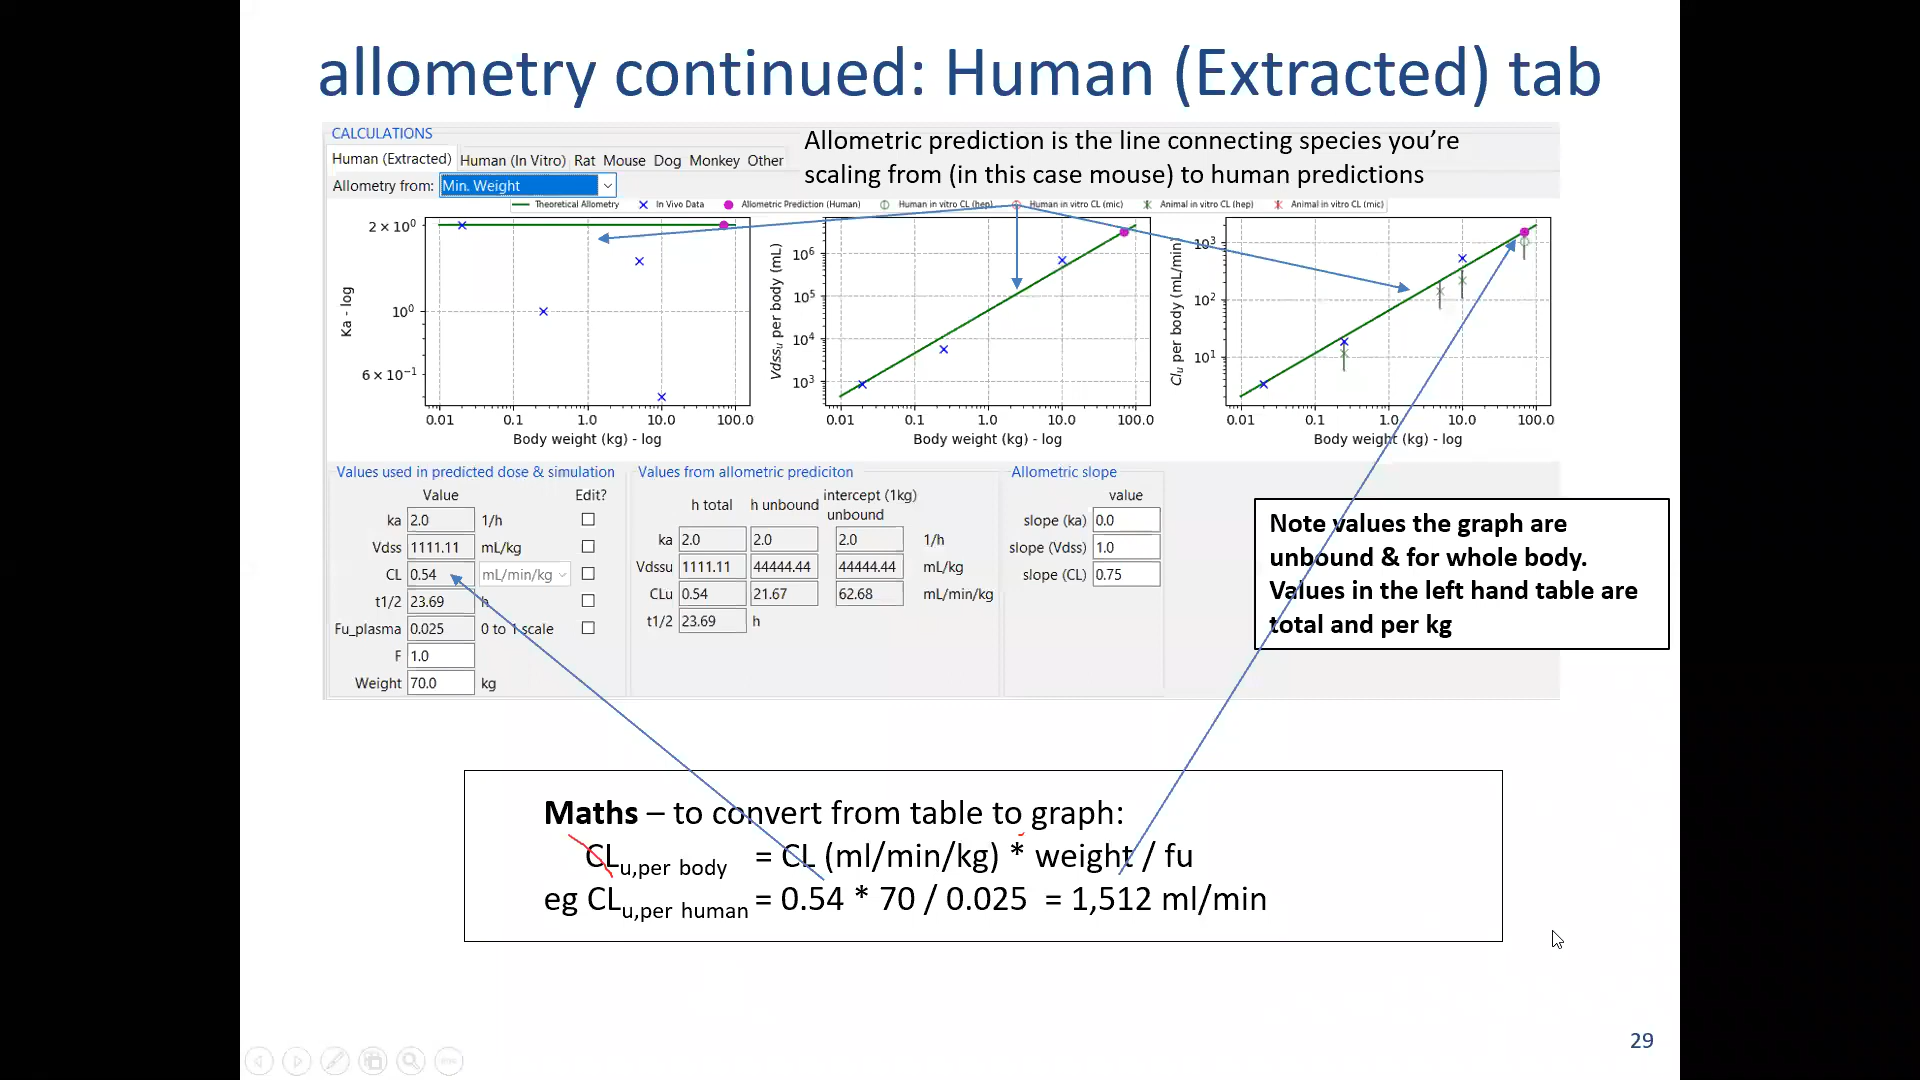 allometry continued: Human (Extracted) tab
CALCULATIONS
Human (Extracted) Human (In Vitro) Rat Mouse Dog Monkey Other
Allometry from: Min. Weight
Allometric prediction is the line connecting species you’re
scaling from (in this case mouse) to human predictions
Theoretical Allometry In Vivo Data Allometric Prediction (Human) Human in vitro CL (hep) Human in vitro CL (mic) Animal in vitro CL (hep) Animal in vitro CL (mic)
Ka - log
2 × 10⁰
10⁰
6 × 10⁻¹
0.01 0.1 1.0 10.0 100.0
Body weight (kg) - log
Vdssᵤ per body (mL)
10⁶
10⁵
10⁴
10³
0.01 0.1 1.0 10.0 100.0
Body weight (kg) - log
Clᵤ per body (mL/min
10³
10²
10¹
0.01 0.1 1.0 10.0 100.0
Body weight (kg) - log
Values used in predicted dose & simulation
Value Edit?
ka 2.0 1/h
Vdss 1111.11 mL/kg
CL 0.54 mL/min/kg
t1/2 23.69 h
Fu_plasma 0.025 0 to 1 scale
F 1.0
Weight 70.0 kg
Values from allometric prediciton
h total h unbound intercept (1kg)
unbound
ka 2.0 2.0 2.0 1/h
Vdssu 1111.11 44444.44 44444.44 mL/kg
CLu 0.54 21.67 62.68 mL/min/kg
t1/2 23.69 h
Allometric slope
value
slope (ka) 0.0
slope (Vdss) 1.0
slope (CL) 0.75
Note values the graph are
unbound & for whole body.
Values in the left hand table are
total and per kg
Maths – to convert from table to graph:
CLu,per body = CL (ml/min/kg) * weight / fu
eg CLu,per human = 0.54 * 70 / 0.025 = 1,512 ml/min
29